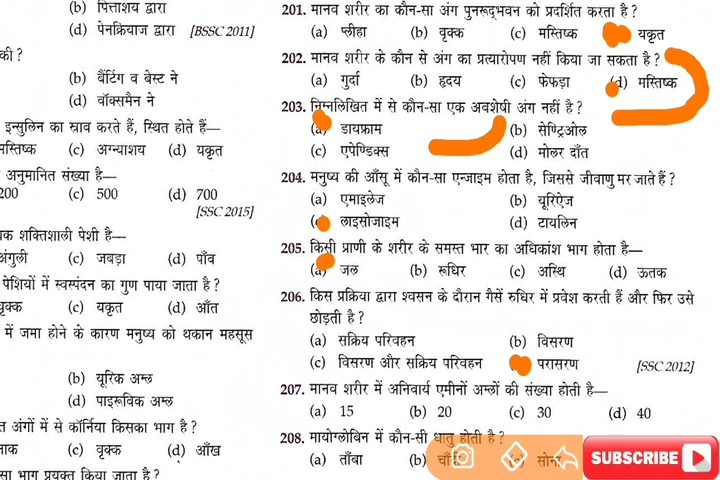 (b) पित्ताशय द्वारा
(d) पेनक्रियाज द्वारा [BSSC 2011]
की ?
(b) बैंटिंग व बेस्ट ने
(d) वॉक्समैन ने
इन्सुलिन का स्राव करते हैं, स्थित होते हैं—
मस्तिष्क (c) अग्न्याशय (d) यकृत
अनुमानित संख्या है—
200 (c) 500 (d) 700
[SSC 2015]
क शक्तिशाली पेशी है—
अंगुली (c) जबड़ा (d) पाँव
पेशियों में स्वस्पंदन का गुण पाया जाता है ?
वृक्क (c) यकृत (d) आँत
में जमा होने के कारण मनुष्य को थकान महसूस
(b) यूरिक अम्ल
(d) पाइरूविक अम्ल
त अंगों में से कॉर्निया किसका भाग है ?
नाक (c) वृक्क (d) आँख
सा भाग प्रयुक्त किया जाता है ?
201. मानव शरीर का कौन-सा अंग पुनरूद्भवन को प्रदर्शित करता है ?
(a) प्लीहा (b) वृक्क (c) मस्तिष्क यकृत
202. मानव शरीर के कौन से अंग का प्रत्यारोपण नहीं किया जा सकता है ?
(a) गुर्दा (b) हृदय (c) फेफड़ा (d) मस्तिष्क
203. निम्नलिखित में से कौन-सा एक अवशेषी अंग नहीं है ?
(a) डायफ्राम (b) सेण्ट्रिओल
(c) एपेण्डिक्स (d) मोलर दाँत
204. मनुष्य की आँसू में कौन-सा एन्जाइम होता है, जिससे जीवाणु मर जाते हैं ?
(a) एमाइलेज (b) यूरिऐज
लाइसोजाइम (d) टायलिन
205. किसी प्राणी के शरीर के समस्त भार का अधिकांश भाग होता है—
(a) जल (b) रूधिर (c) अस्थि (d) ऊतक
206. किस प्रक्रिया द्वारा श्वसन के दौरान गैसें रुधिर में प्रवेश करती हैं और फिर उसे
छोड़ती है ?
(a) सक्रिय परिवहन (b) विसरण
(c) विसरण और सक्रिय परिवहन परासरण [SSC 2012]
207. मानव शरीर में अनिवार्य एमीनों अम्लों की संख्या होती है—
(a) 15 (b) 20 (c) 30 (d) 40
208. मायोग्लोबिन में कौन-सी धातु होती है ?
(a) ताँबा (b) चाँदी (c) सोना
SUBSCRIBE